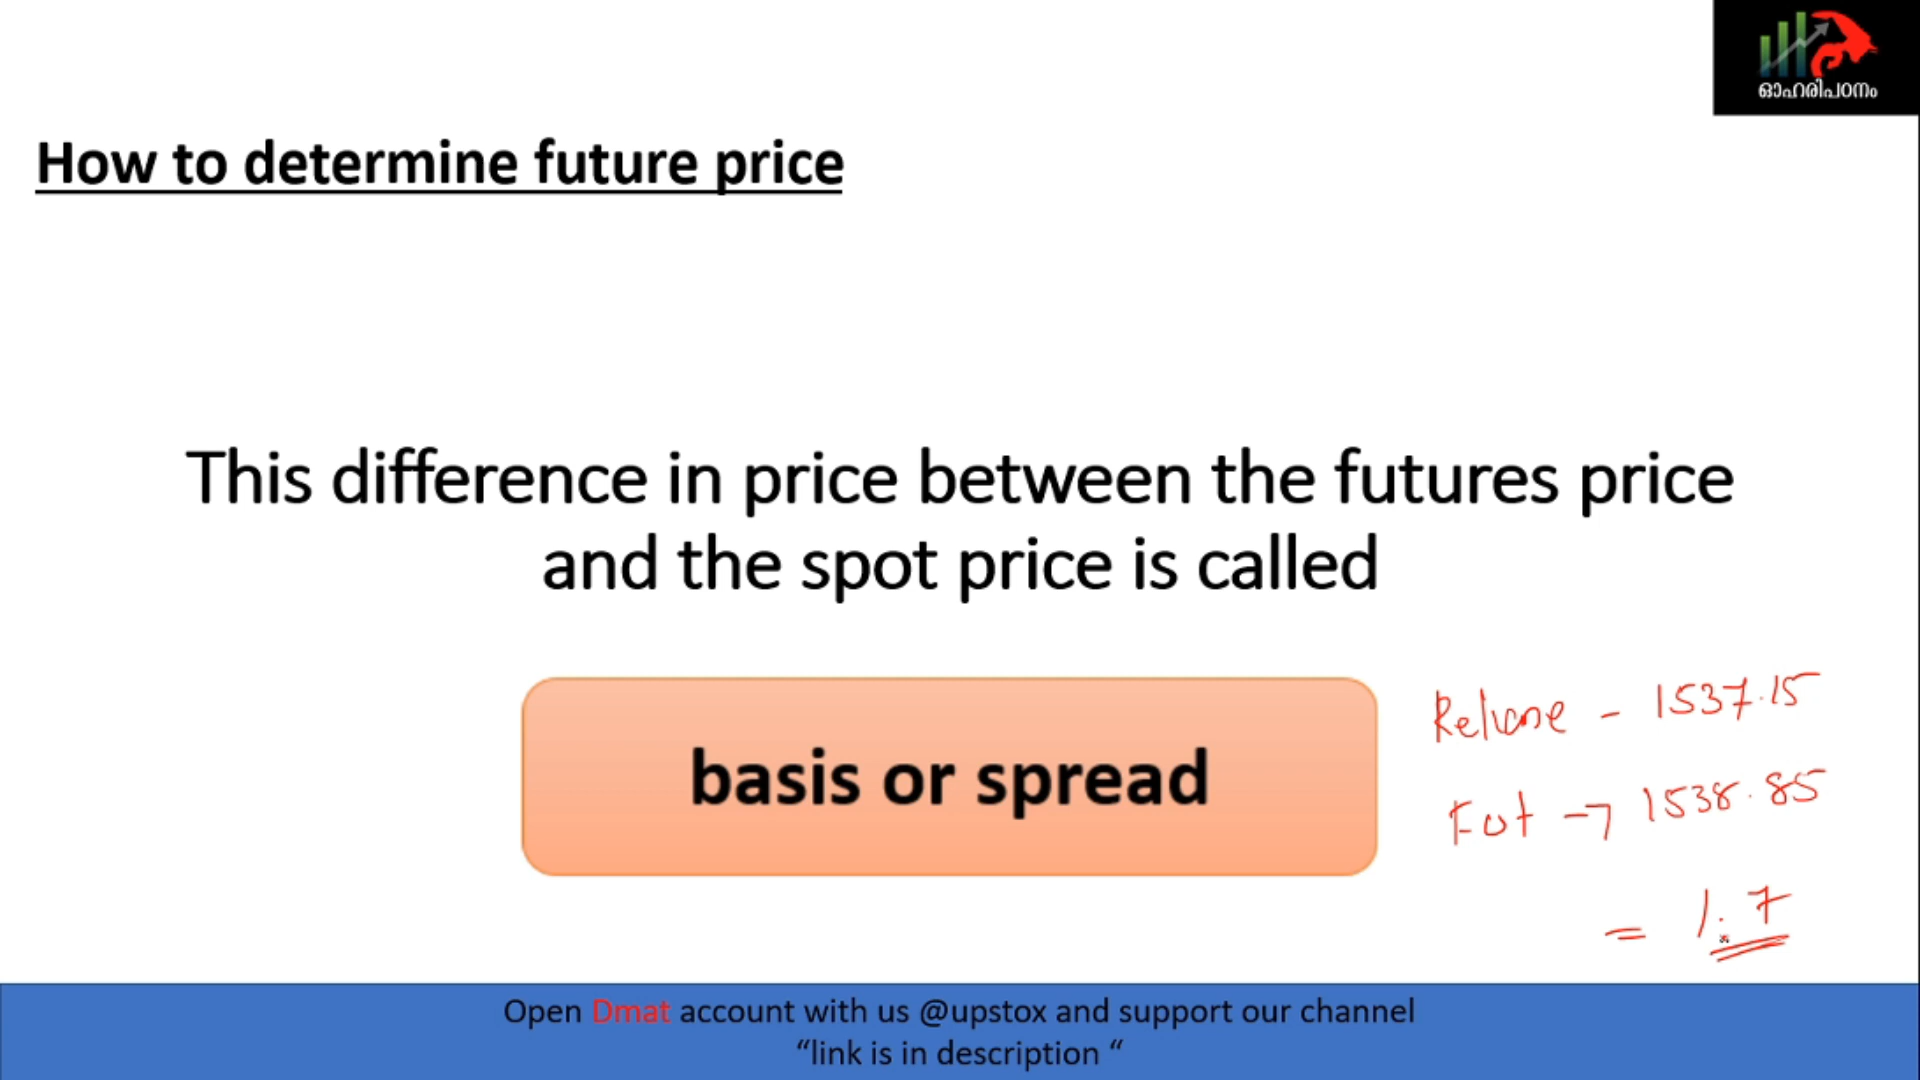 ഓഹരിപഠനം
How to determine future price
This difference in price between the futures price
and the spot price is called
basis or spread
Reliance - 1537.15
Fut → 1538.85
= 1.7
Open Dmat account with us @upstox and support our channel
“link is in description “